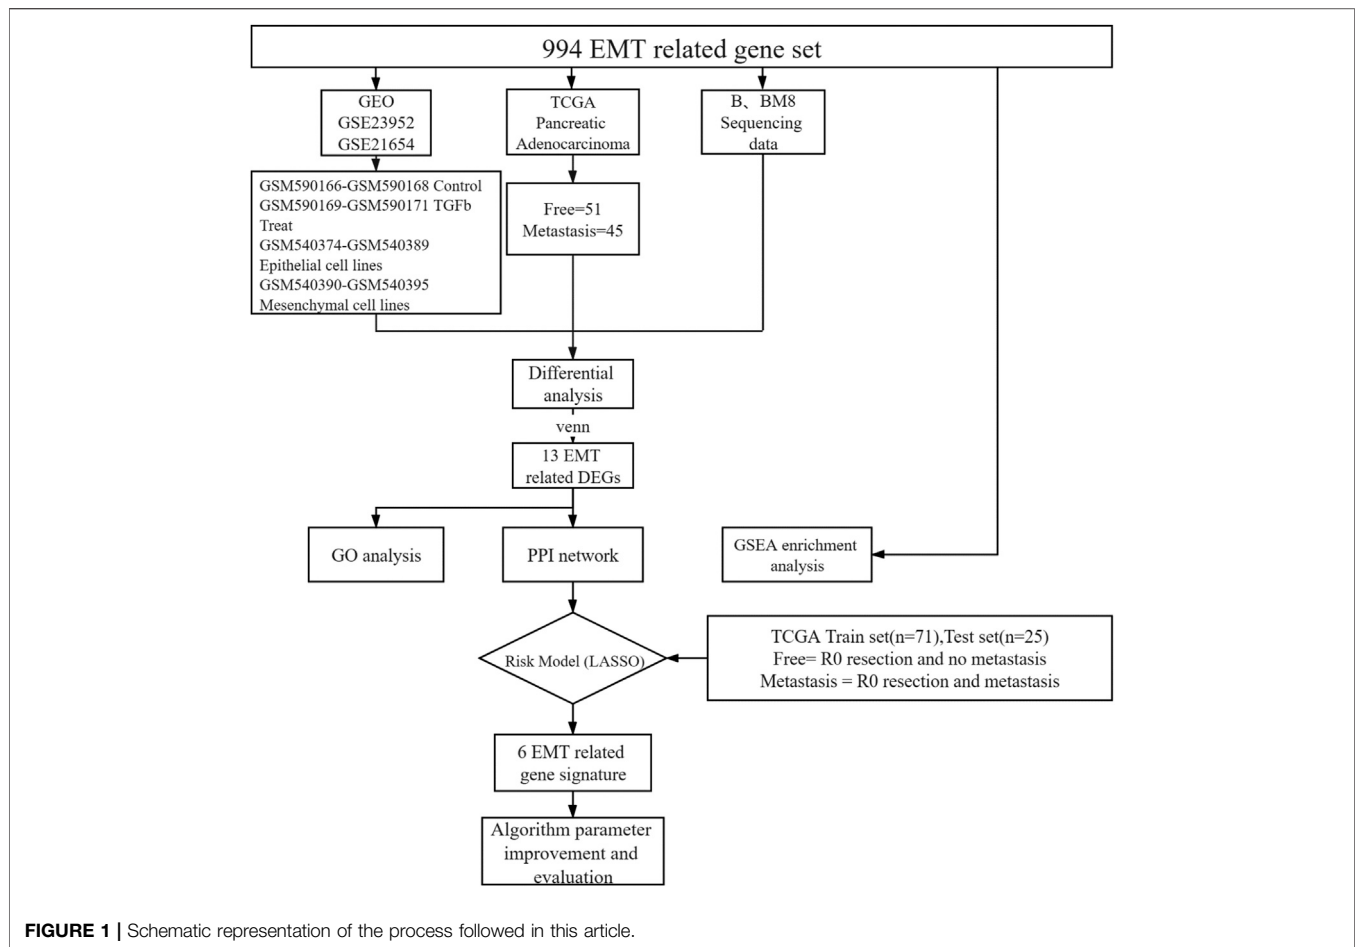 994 EMT related gene set
GEO
GSE23952
GSE21654
TCGA
Pancreatic
Adenocarcinoma
B、BM8
Sequencing
data
GSM590166-GSM590168 Control
GSM590169-GSM590171 TGFb
Treat
GSM540374-GSM540389
Epithelial cell lines
GSM540390-GSM540395
Mesenchymal cell lines
Free=51
Metastasis=45
Differential
analysis
venn
13 EMT
related DEGs
GO analysis
PPI network
GSEA enrichment
analysis
Risk Model (LASSO)
TCGA Train set(n=71),Test set(n=25)
Free= R0 resection and no metastasis
Metastasis = R0 resection and metastasis
6 EMT related
gene signature
Algorithm parameter
improvement and
evaluation
FIGURE 1 | Schematic representation of the process followed in this article.